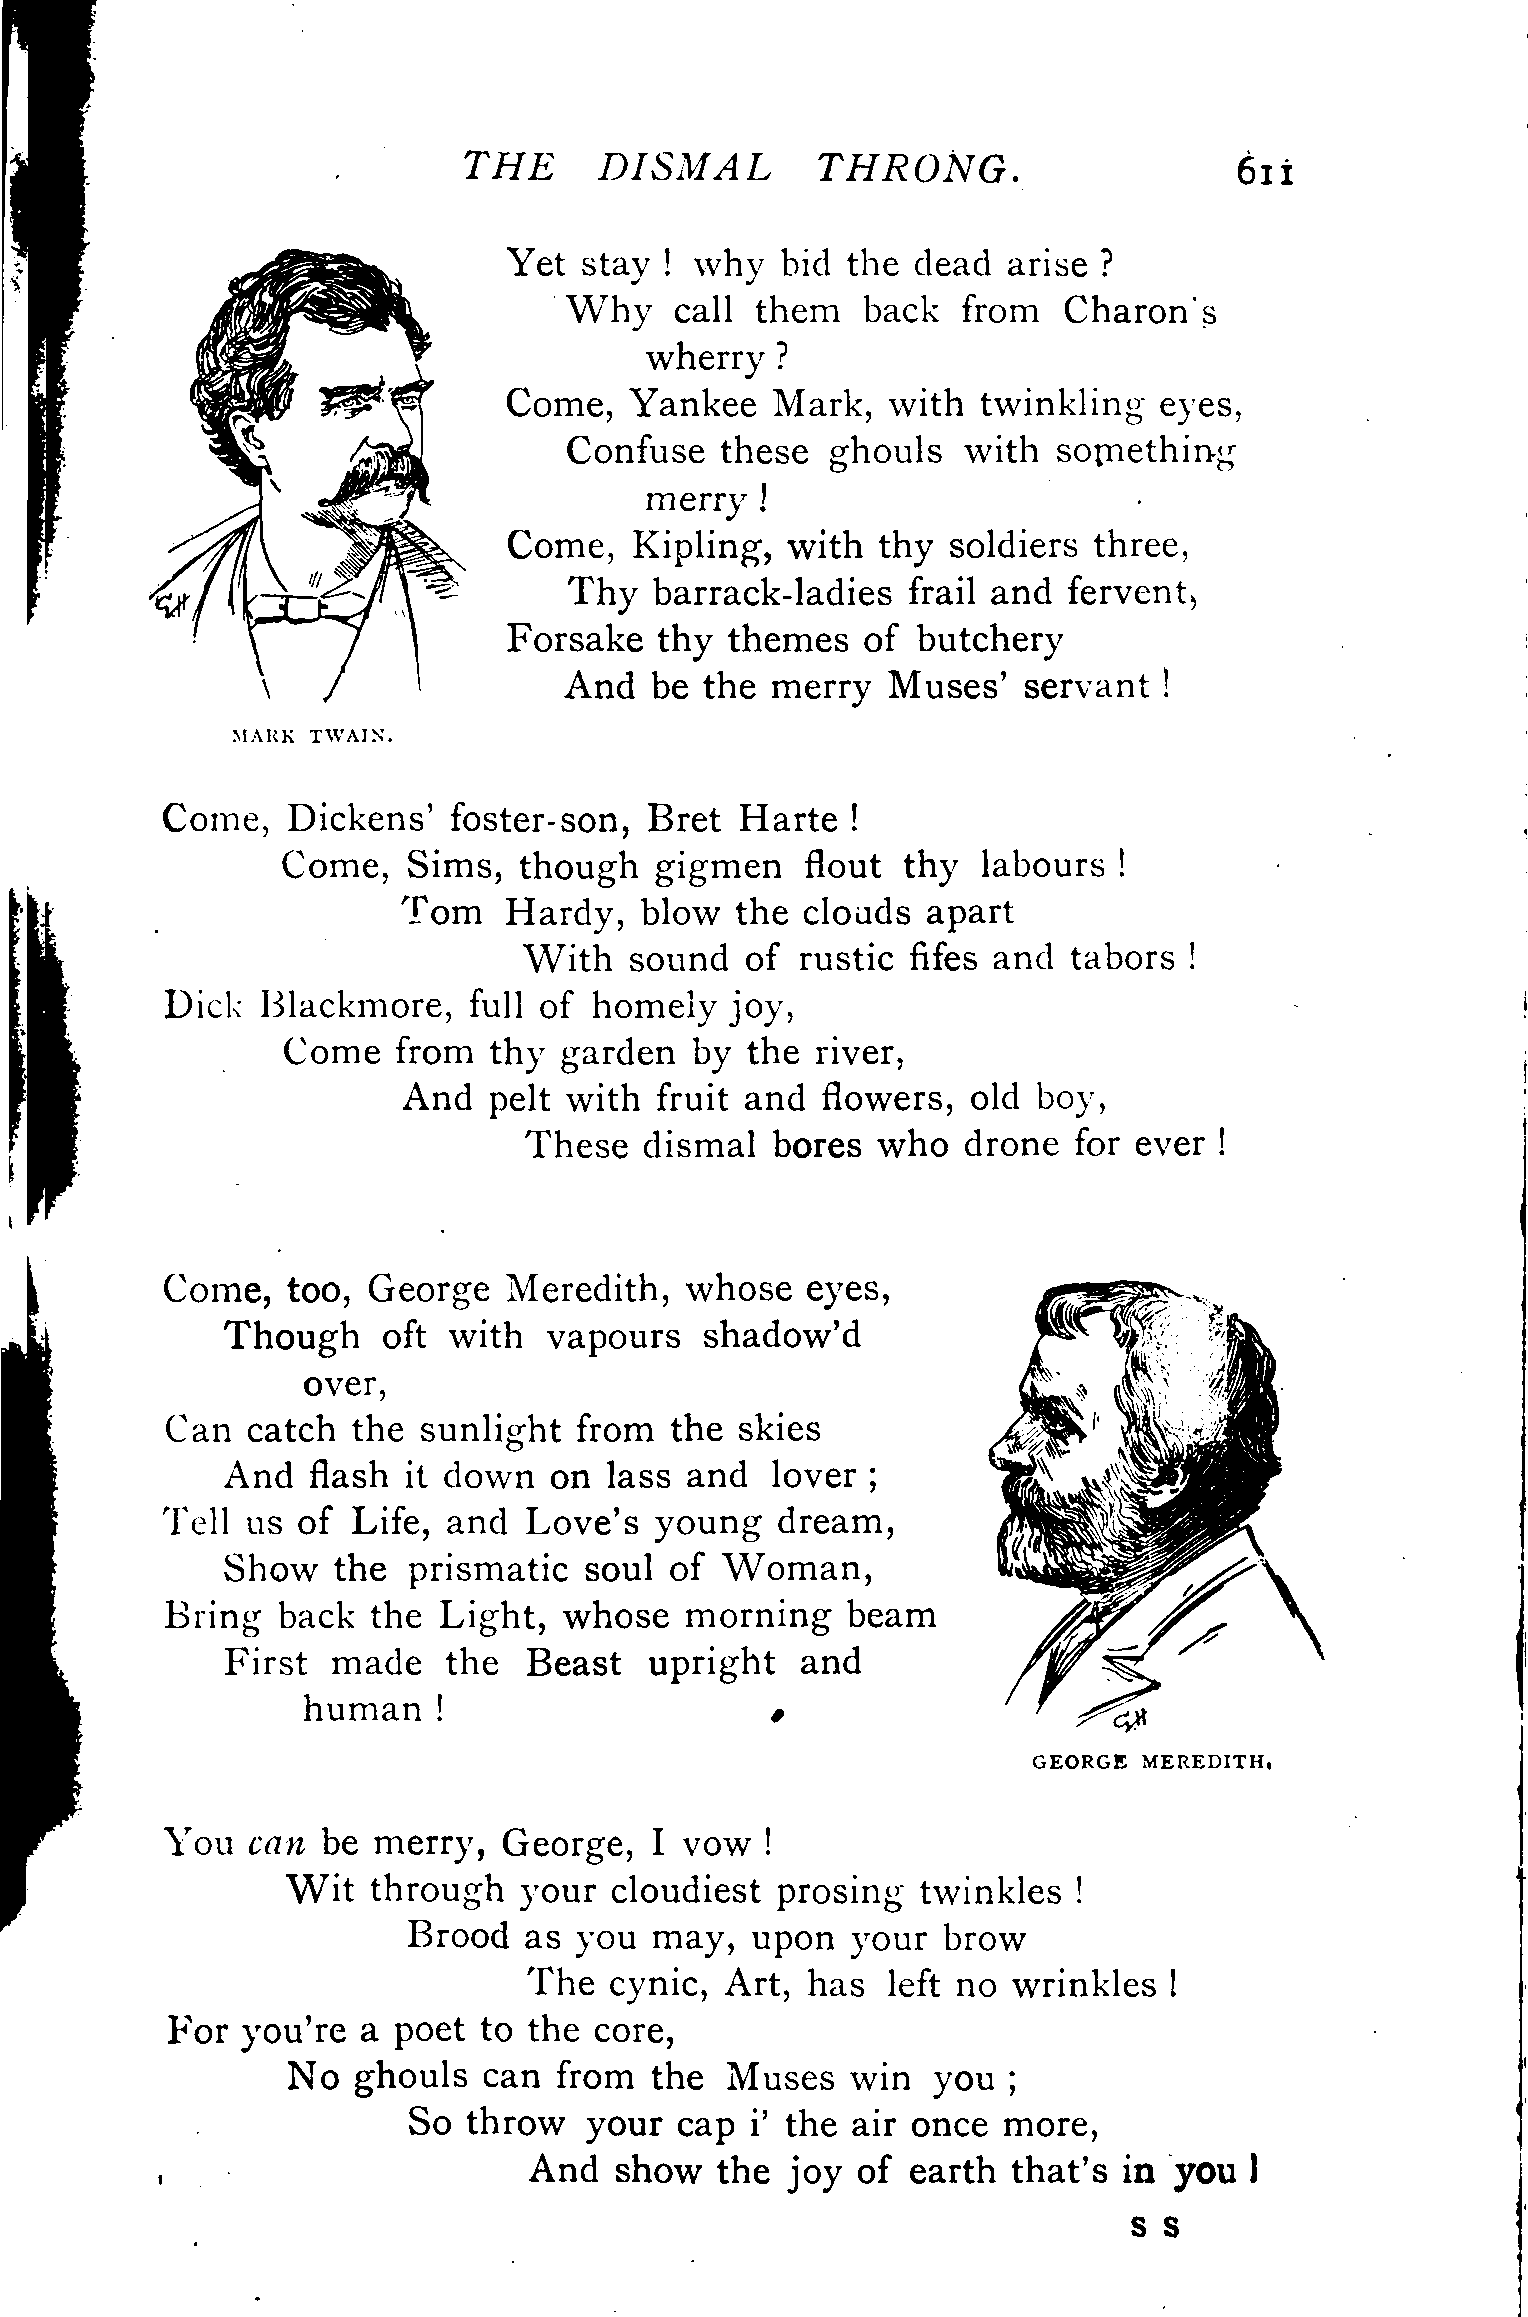 THE DISMAL THRONG. 611
Yet stay ! why bid the dead arise ?
Why call them back from Charon's
wherry ?
Come, Yankee Mark, with twinkling eyes,
Confuse these ghouls with something
merry !
Come, Kipling, with thy soldiers three,
Thy barrack-ladies frail and fervent,
Forsake thy themes of butchery
And be the merry Muses' servant !
GH
MARK TWAIN.
Come, Dickens' foster-son, Bret Harte !
Come, Sims, though gigmen flout thy labours !
Tom Hardy, blow the clouds apart
With sound of rustic fifes and tabors !
Dick Blackmore, full of homely joy,
Come from thy garden by the river,
And pelt with fruit and flowers, old boy,
These dismal bores who drone for ever !
Come, too, George Meredith, whose eyes,
Though oft with vapours shadow'd
over,
Can catch the sunlight from the skies
And flash it down on lass and lover ;
Tell us of Life, and Love's young dream,
Show the prismatic soul of Woman,
Bring back the Light, whose morning beam
First made the Beast upright and
human !
GH
GEORGE MEREDITH.
You can be merry, George, I vow !
Wit through your cloudiest prosing twinkles !
Brood as you may, upon your brow
The cynic, Art, has left no wrinkles !
For you're a poet to the core,
No ghouls can from the Muses win you ;
So throw your cap i' the air once more,
And show the joy of earth that's in you !
S S